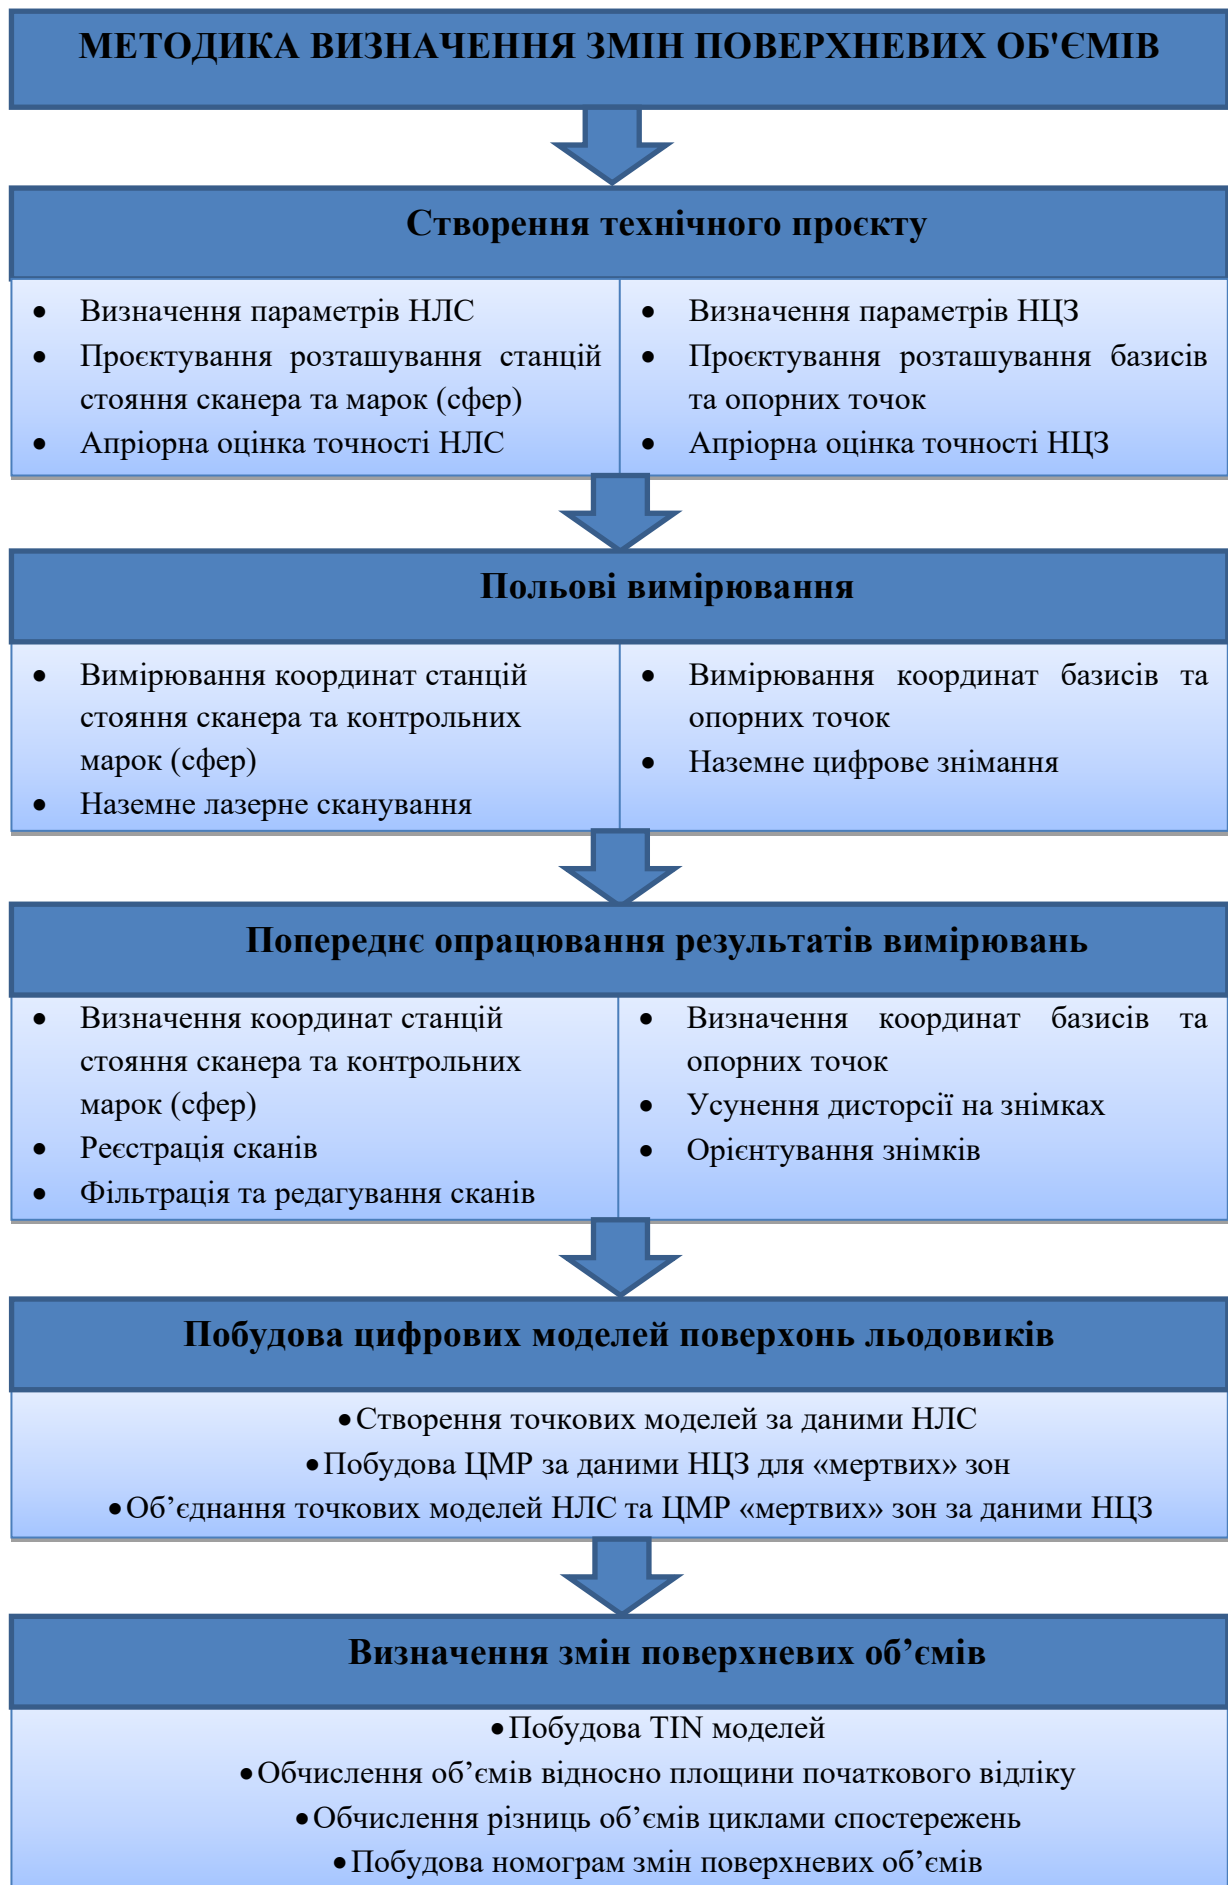 МЕТОДИКА ВИЗНАЧЕННЯ ЗМІН ПОВЕРХНЕВИХ ОБ'ЄМІВ
Створення технічного проєкту
• Визначення параметрів НЛС
• Проєктування розташування станцій
стояння сканера та марок (сфер)
• Апріорна оцінка точності НЛС
• Визначення параметрів НЦЗ
• Проєктування розташування базисів
та опорних точок
• Апріорна оцінка точності НЦЗ
Польові вимірювання
• Вимірювання координат станцій
стояння сканера та контрольних
марок (сфер)
• Наземне лазерне сканування
• Вимірювання координат базисів та
опорних точок
• Наземне цифрове знімання
Попереднє опрацювання результатів вимірювань
• Визначення координат станцій
стояння сканера та контрольних
марок (сфер)
• Реєстрація сканів
• Фільтрація та редагування сканів
• Визначення координат базисів та
опорних точок
• Усунення дисторсії на знімках
• Орієнтування знімків
Побудова цифрових моделей поверхонь льодовиків
• Створення точкових моделей за даними НЛС
• Побудова ЦМР за даними НЦЗ для «мертвих» зон
• Об’єднання точкових моделей НЛС та ЦМР «мертвих» зон за даними НЦЗ
Визначення змін поверхневих об’ємів
• Побудова TIN моделей
• Обчислення об’ємів відносно площини початкового відліку
• Обчислення різниць об’ємів циклами спостережень
• Побудова номограм змін поверхневих об’ємів